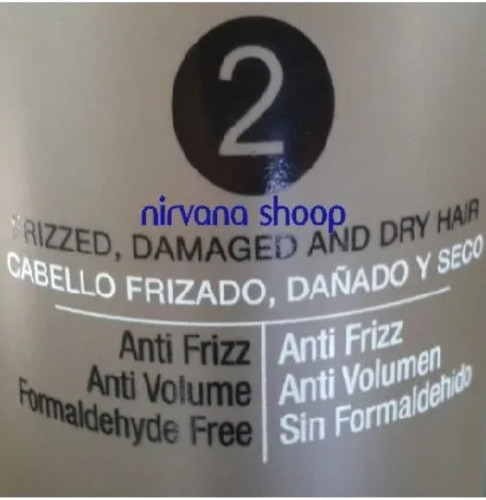 2
nirvana shoop
FRIZZED, DAMAGED AND DRY HAIR
CABELLO FRIZADO, DAÑADO Y SECO
Anti Frizz
Anti Volume
Formaldehyde Free
Anti Frizz
Anti Volumen
Sin Formaldehido